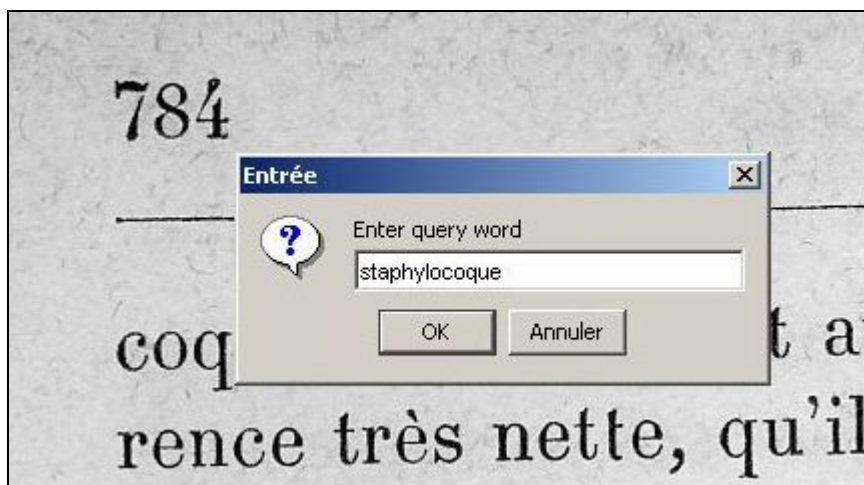 784
Entrée
?
Enter query word
staphylocoque
OK Annuler
coq t a
rence très nette, qu'il